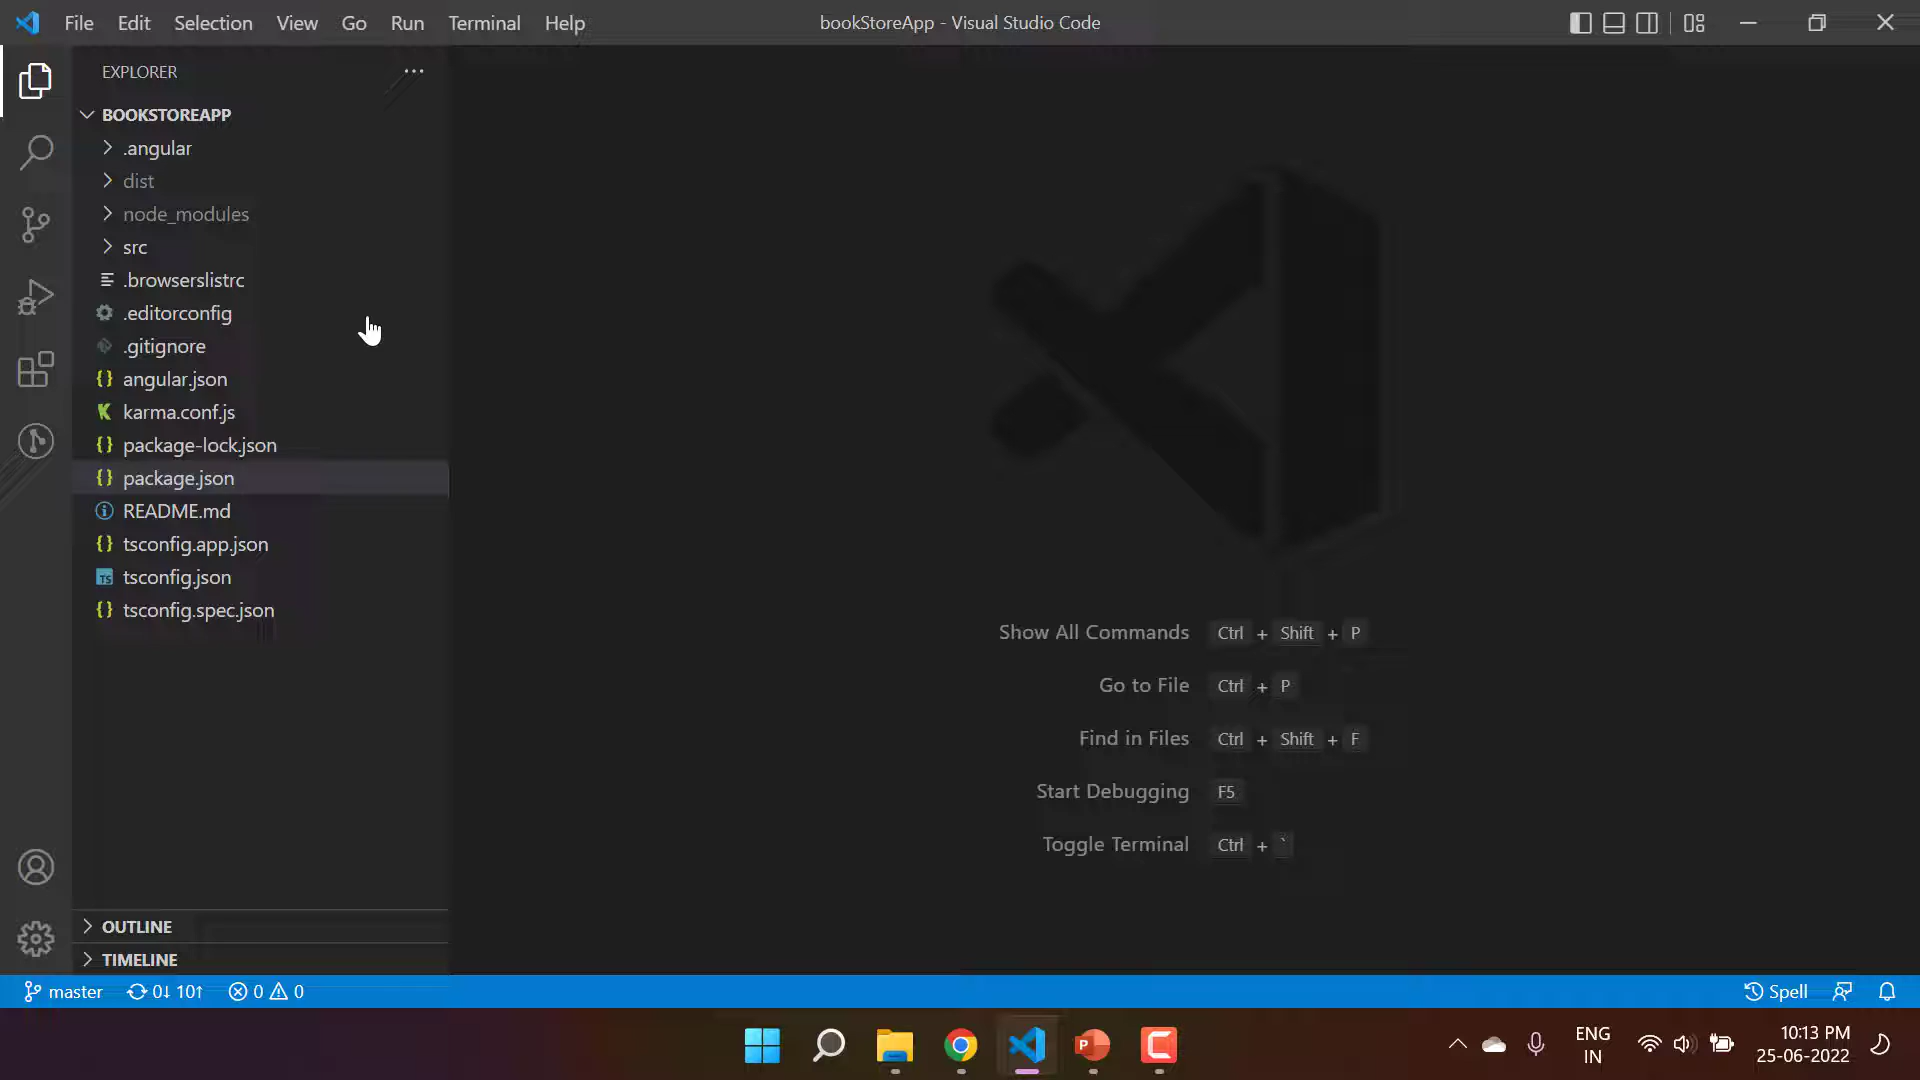 File Edit Selection View Go Run Terminal Help
bookStoreApp - Visual Studio Code
EXPLORER
BOOKSTOREAPP
.angular
dist
node_modules
src
.browserslistrc
.editorconfig
.gitignore
{} angular.json
K karma.conf.js
{} package-lock.json
{} package.json
README.md
{} tsconfig.app.json
TS tsconfig.json
{} tsconfig.spec.json
Show All Commands Ctrl + Shift + P
Go to File Ctrl + P
Find in Files Ctrl + Shift + F
Start Debugging F5
Toggle Terminal Ctrl + `
OUTLINE
TIMELINE
master 0↓ 10↑ 0 0
Spell
ENG
IN
10:13 PM
25-06-2022